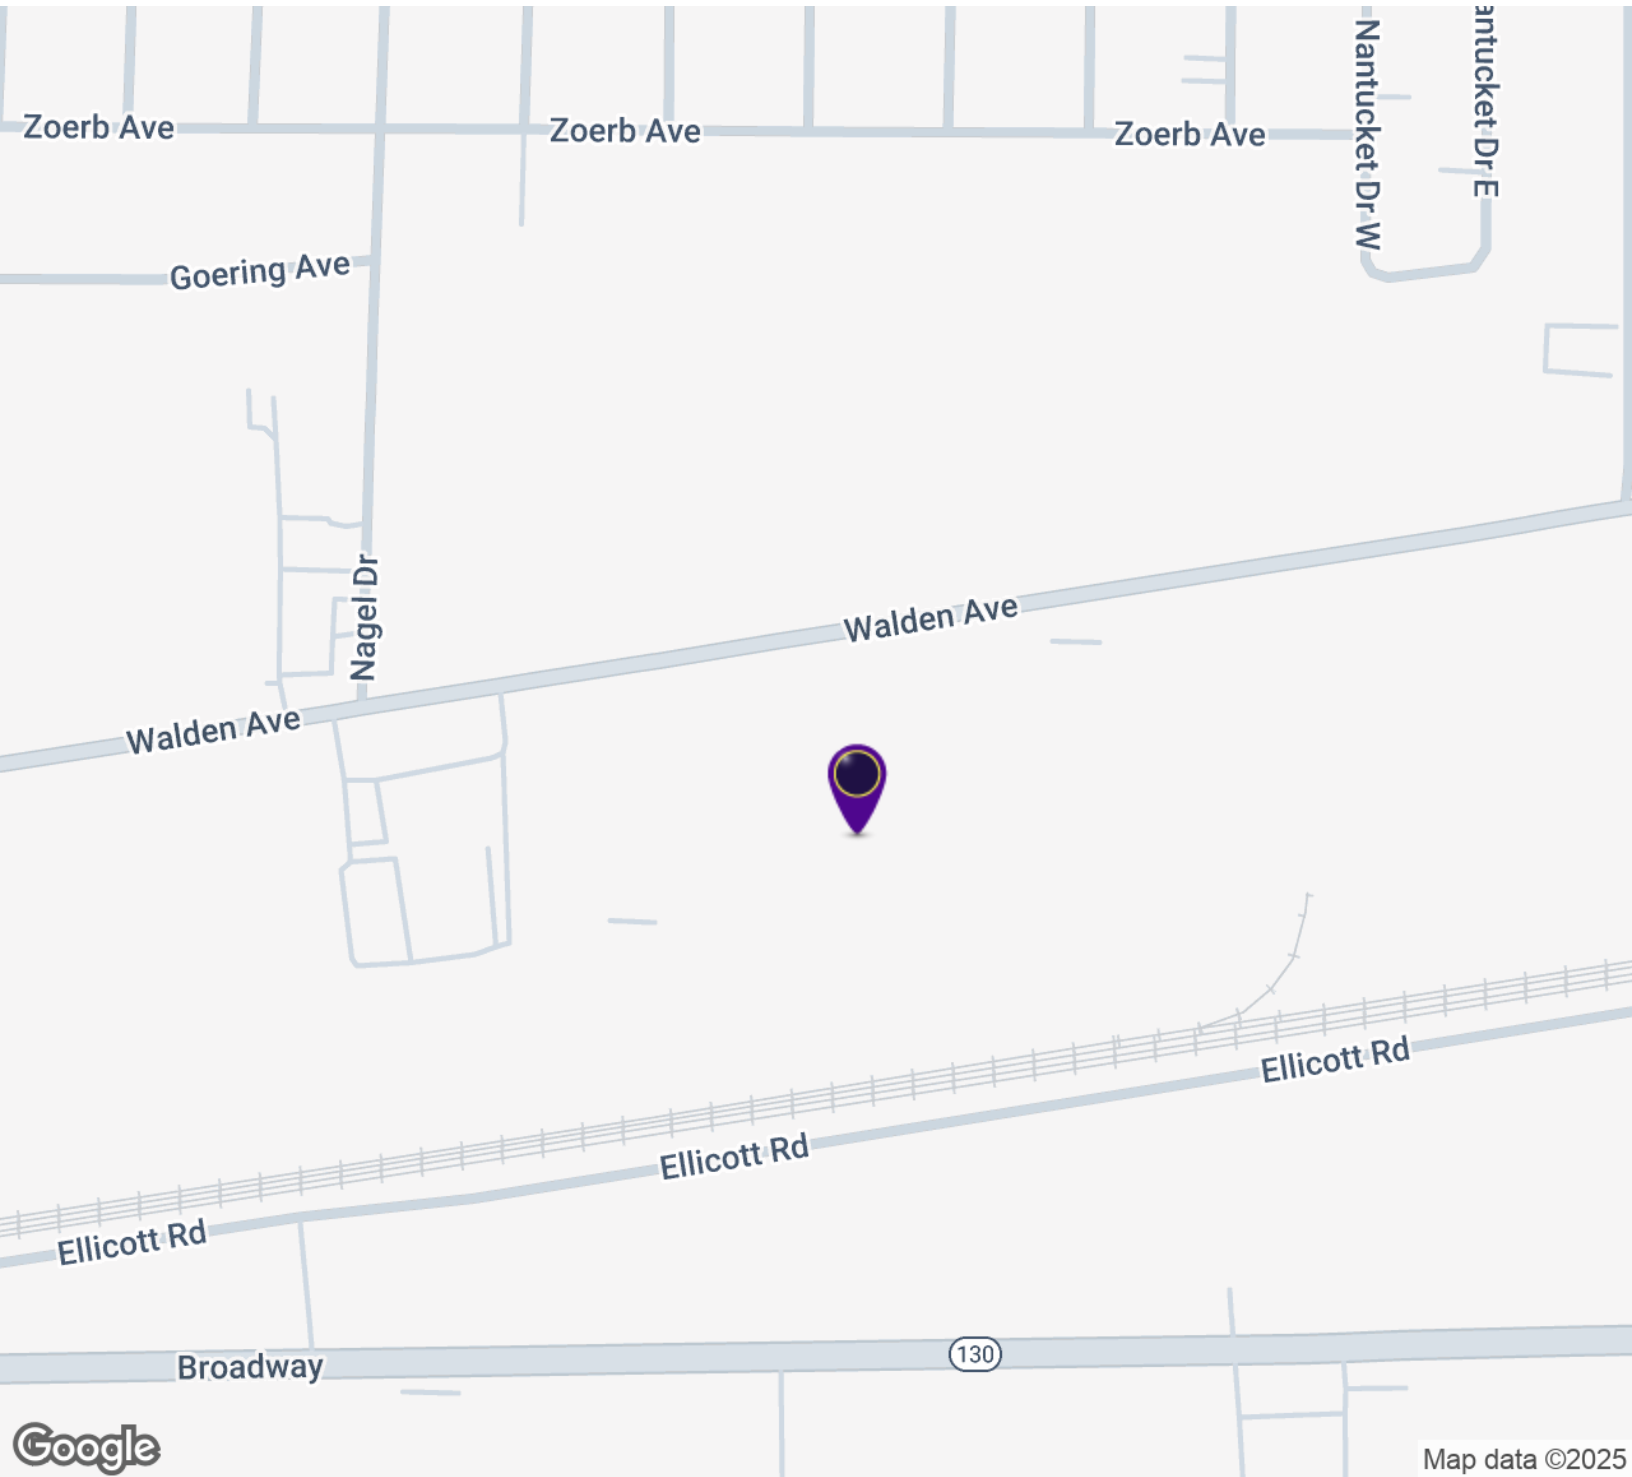 Nantucket Dr W
antucket Dr E
Zoerb Ave
Zoerb Ave
Zoerb Ave
Goering Ave
Nagel Dr
Walden Ave
Walden Ave
Ellicott Rd
Ellicott Rd
Ellicott Rd
130
Broadway
Google
Map data ©2025